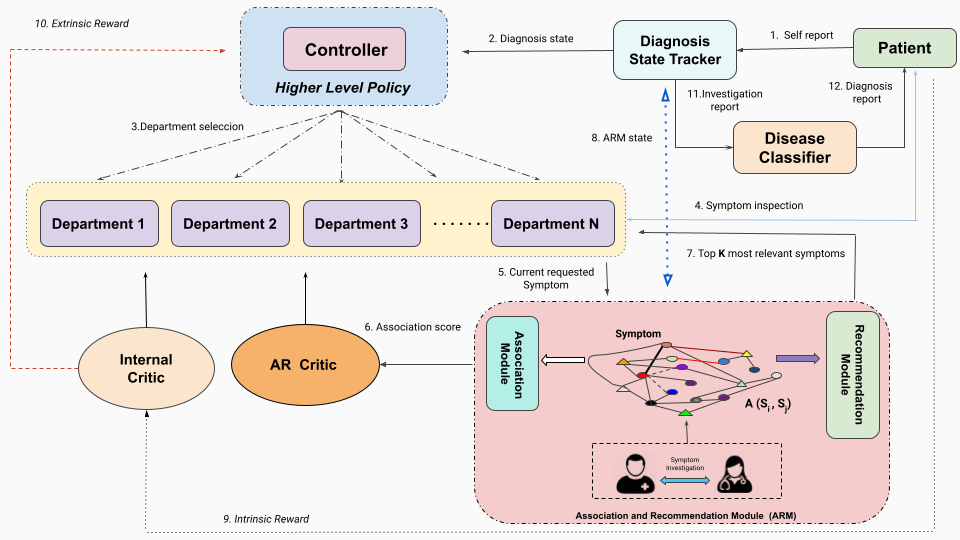 10. Extrinsic Reward
Controller
Higher Level Policy
2. Diagnosis state
Diagnosis
State Tracker
1. Self report
Patient
11.Investigation
report
12. Diagnosis
report
Disease
Classifier
3.Department seleccion
8. ARM state
4. Symptom inspection
Department 1
Department 2
Department 3
.......
Department N
7. Top K most relevant symptoms
5. Current requested
Symptom
6. Association score
Internal
Critic
AR Critic
Association
Module
Symptom
A (Si , Sj)
Recommendation
Module
Symptom
Investigation
Association and Recommendation Module (ARM)
9. Intrinsic Reward